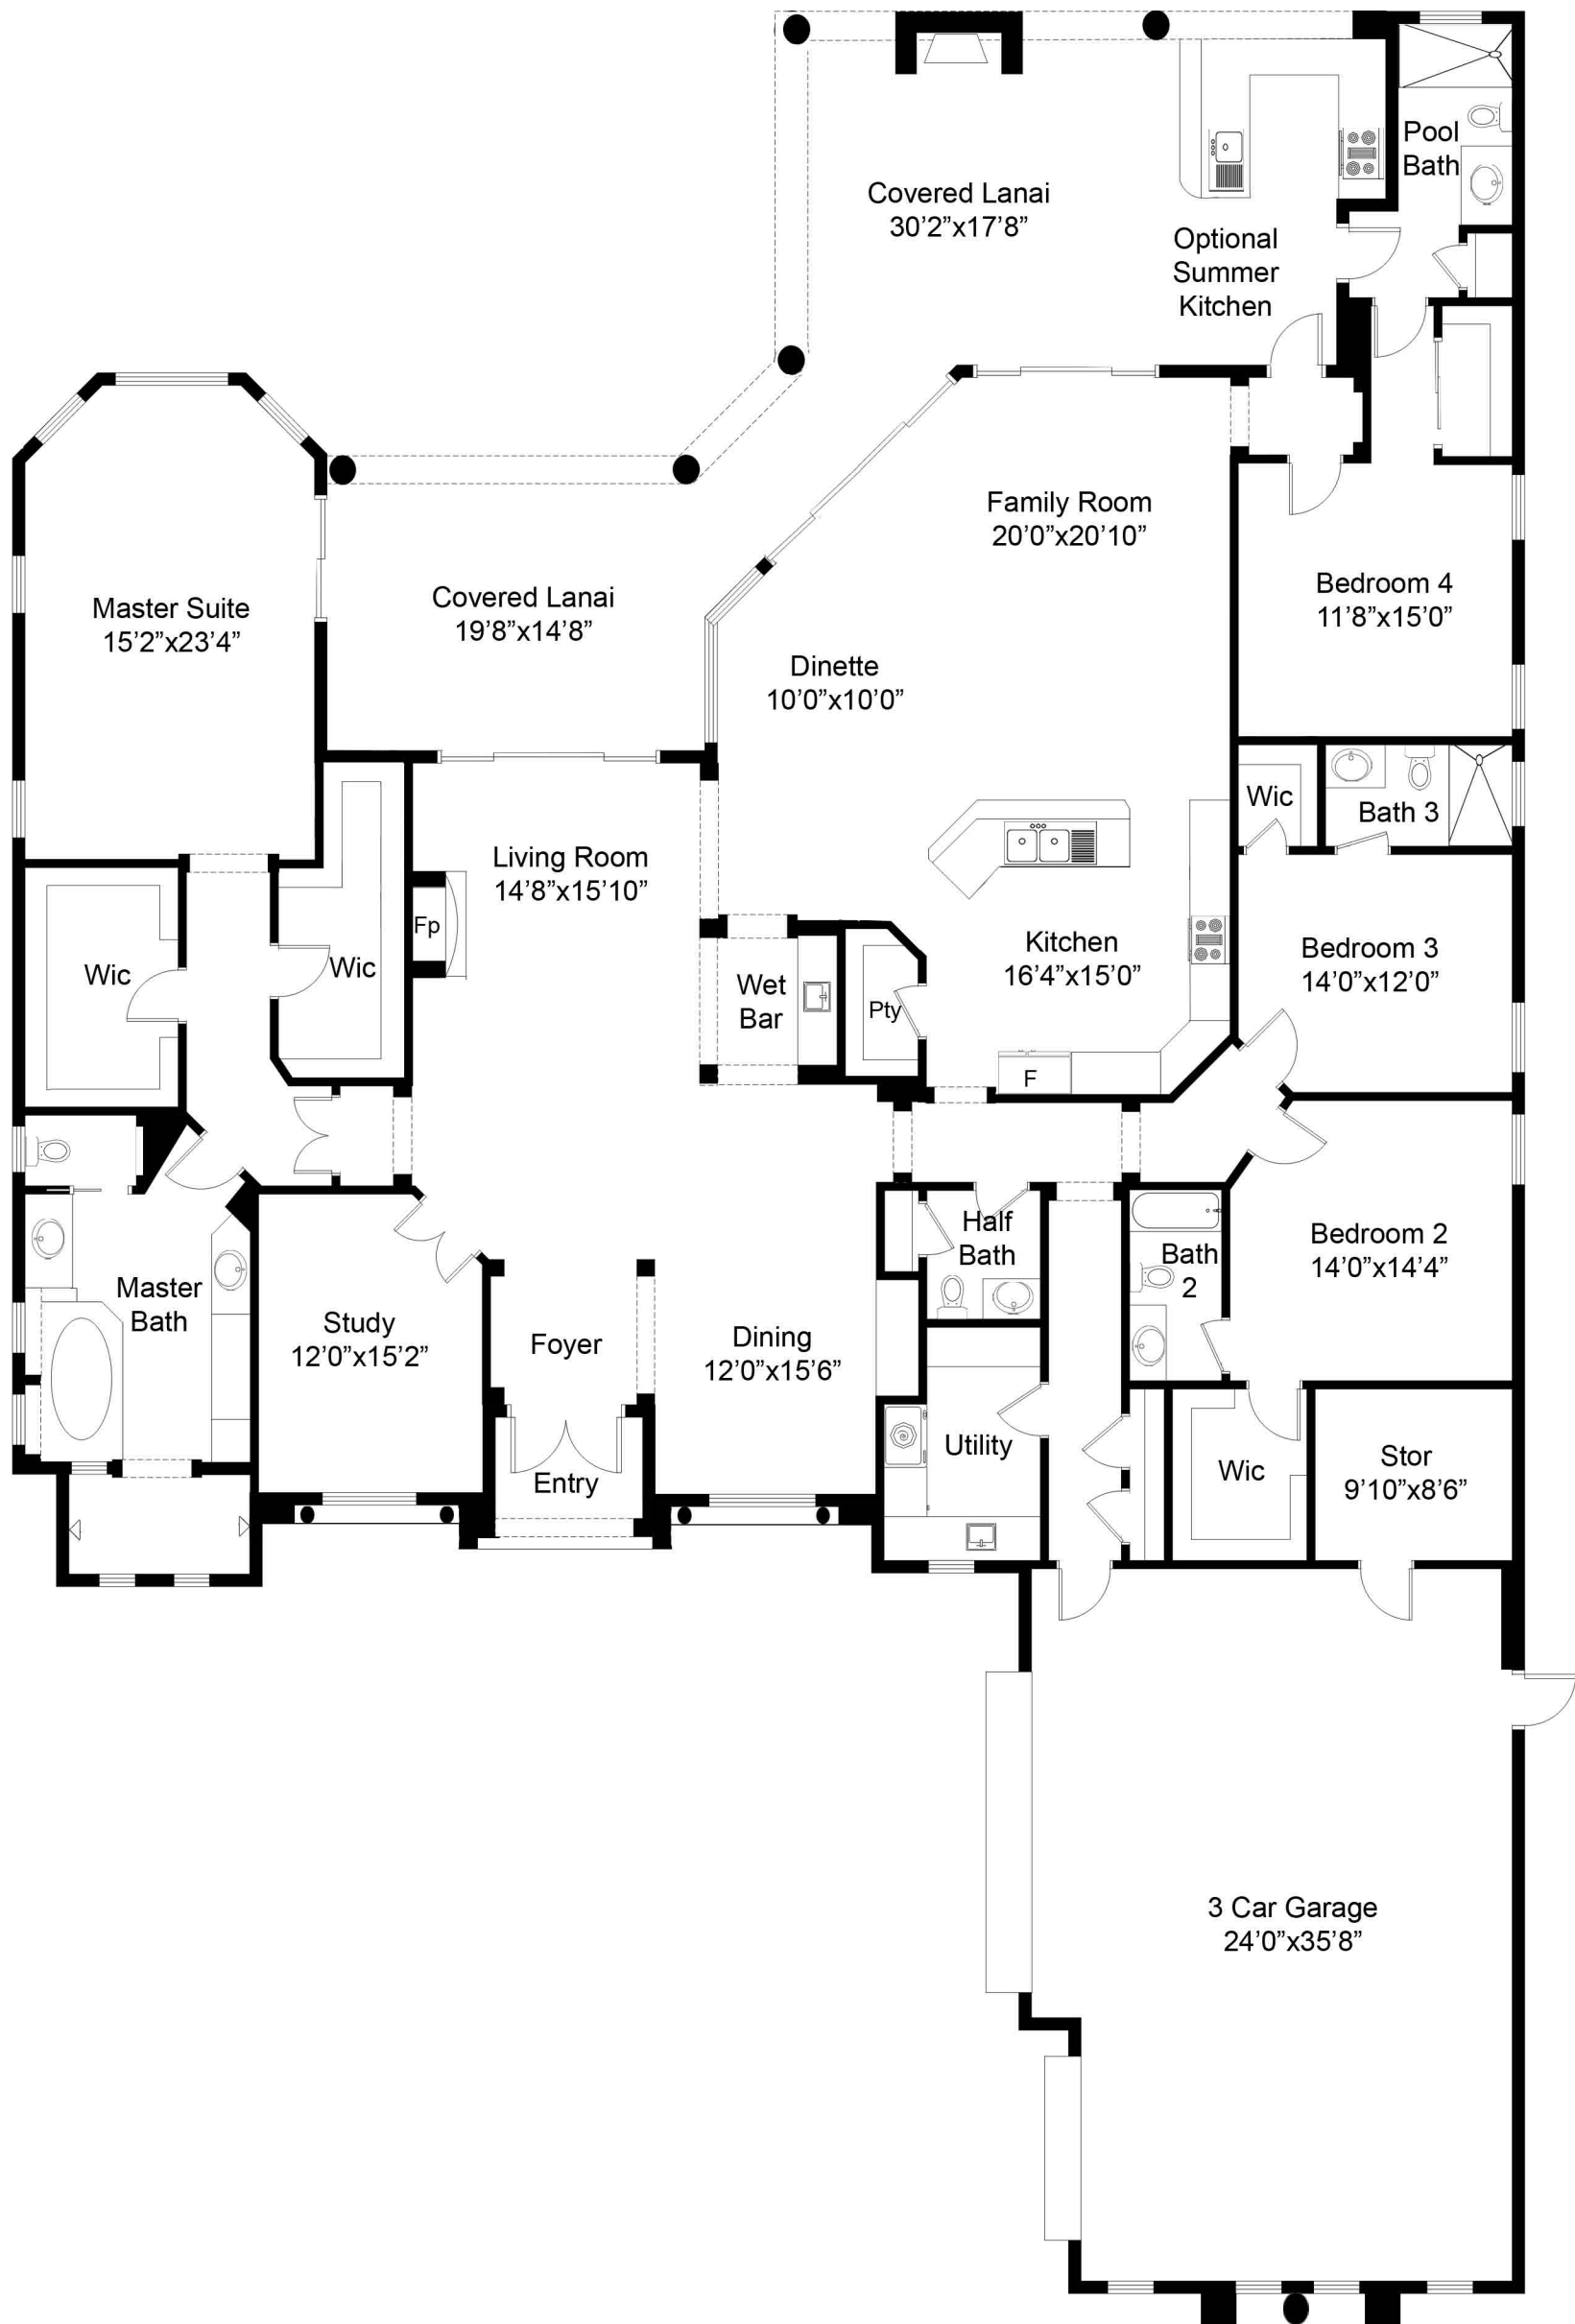 Pool
Bath
Covered Lanai
30’2”x17’8”
Optional
Summer
Kitchen
Family Room
20’0”x20’10”
Bedroom 4
11’8”x15’0”
Master Suite
15’2”x23’4”
Covered Lanai
19’8”x14’8”
Dinette
10’0”x10’0”
Wic
Bath 3
Living Room
14’8”x15’10”
Fp
Wic
Wic
Wet
Bar
Pty
Kitchen
16’4”x15’0”
F
Bedroom 3
14’0”x12’0”
Half
Bath
Bath
2
Bedroom 2
14’0”x14’4”
Master
Bath
Study
12’0”x15’2”
Foyer
Dining
12’0”x15’6”
Entry
Utility
Wic
Stor
9’10”x8’6”
3 Car Garage
24’0”x35’8”